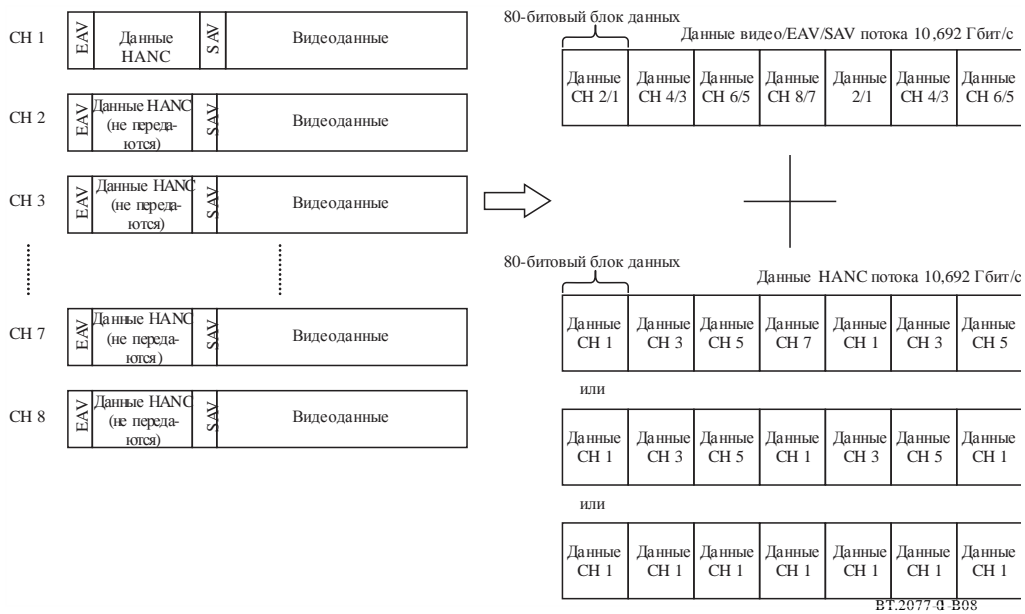 CH 1
EAV
Данные
HANC
SAV
Видеоданные
CH 2
EAV
Данные HANC
(не переда-
ются)
SAV
Видеоданные
CH 3
EAV
Данные HANC
(не переда-
ются)
SAV
Видеоданные
CH 7
EAV
Данные HANC
(не переда-
ются)
SAV
Видеоданные
CH 8
EAV
Данные HANC
(не переда-
ются)
SAV
Видеоданные
80-битовый блок данных
Данные видео/EAV/SAV потока 10,692 Гбит/с
Данные
CH 2/1
Данные
CH 4/3
Данные
CH 6/5
Данные
CH 8/7
Данные
2/1
Данные
CH 4/3
Данные
CH 6/5
80-битовый блок данных
Данные HANC потока 10,692 Гбит/с
Данные
CH 1
Данные
CH 3
Данные
CH 5
Данные
CH 7
Данные
CH 1
Данные
CH 3
Данные
CH 5
или
Данные
CH 1
Данные
CH 3
Данные
CH 5
Данные
CH 1
Данные
CH 3
Данные
CH 5
Данные
CH 1
или
Данные
CH 1
Данные
CH 1
Данные
CH 1
Данные
CH 1
Данные
CH 1
Данные
CH 1
Данные
CH 1